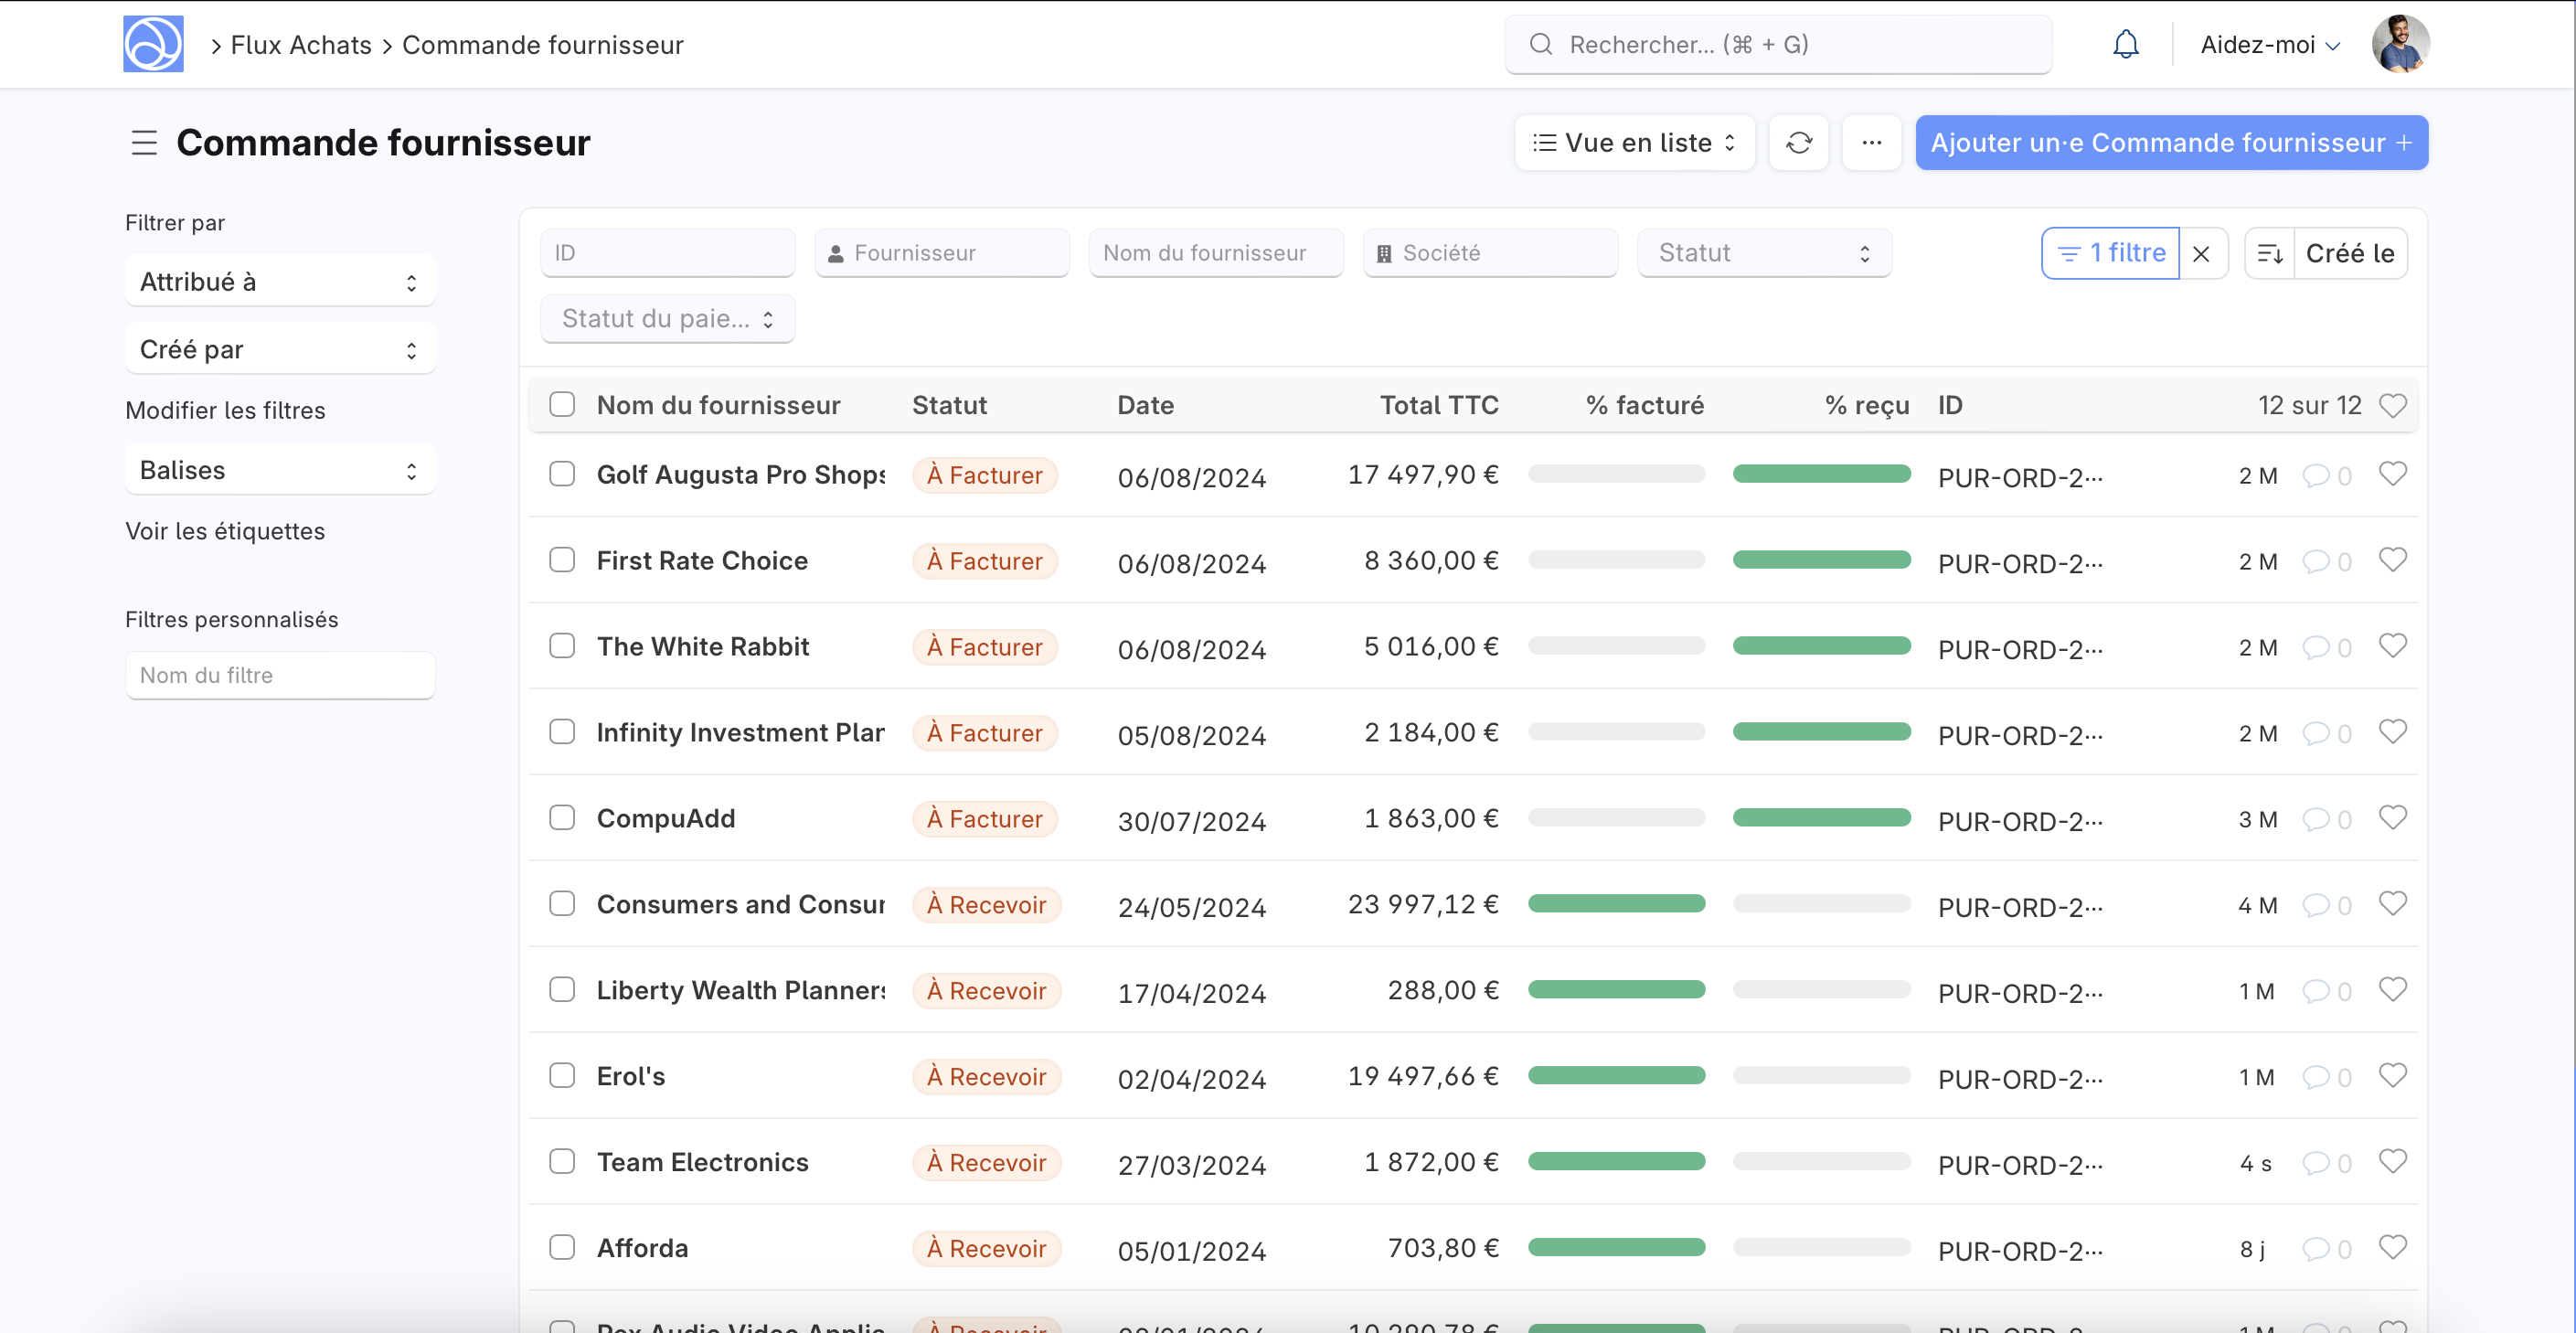 Flux Achats Commande fournisseur
Rechercher... (⌘ + G)
Aidez-moi
Commande fournisseur
Vue en liste
...
Ajouter un·e Commande fournisseur +
Filtrer par
Attribué à
Créé par
Modifier les filtres
Balises
Voir les étiquettes
Filtres personnalisés
Nom du filtre
ID Fournisseur Nom du fournisseur Société Statut
1 filtre Créé le
Statut du paie...
Nom du fournisseur Statut Date Total TTC % facturé % reçu ID 12 sur 12
Golf Augusta Pro Shops À Facturer 06/08/2024 17 497,90 € PUR-ORD-2... 2 M 0
First Rate Choice À Facturer 06/08/2024 8 360,00 € PUR-ORD-2... 2 M 0
The White Rabbit À Facturer 06/08/2024 5 016,00 € PUR-ORD-2... 2 M 0
Infinity Investment Plan À Facturer 05/08/2024 2 184,00 € PUR-ORD-2... 2 M 0
CompuAdd À Facturer 30/07/2024 1 863,00 € PUR-ORD-2... 3 M 0
Consumers and Consum À Recevoir 24/05/2024 23 997,12 € PUR-ORD-2... 4 M 0
Liberty Wealth Planners À Recevoir 17/04/2024 288,00 € PUR-ORD-2... 1 M 0
Erol's À Recevoir 02/04/2024 19 497,66 € PUR-ORD-2... 1 M 0
Team Electronics À Recevoir 27/03/2024 1 872,00 € PUR-ORD-2... 4 s 0
Afforda À Recevoir 05/01/2024 703,80 € PUR-ORD-2... 8 j 0
Audio Video À Recevoir